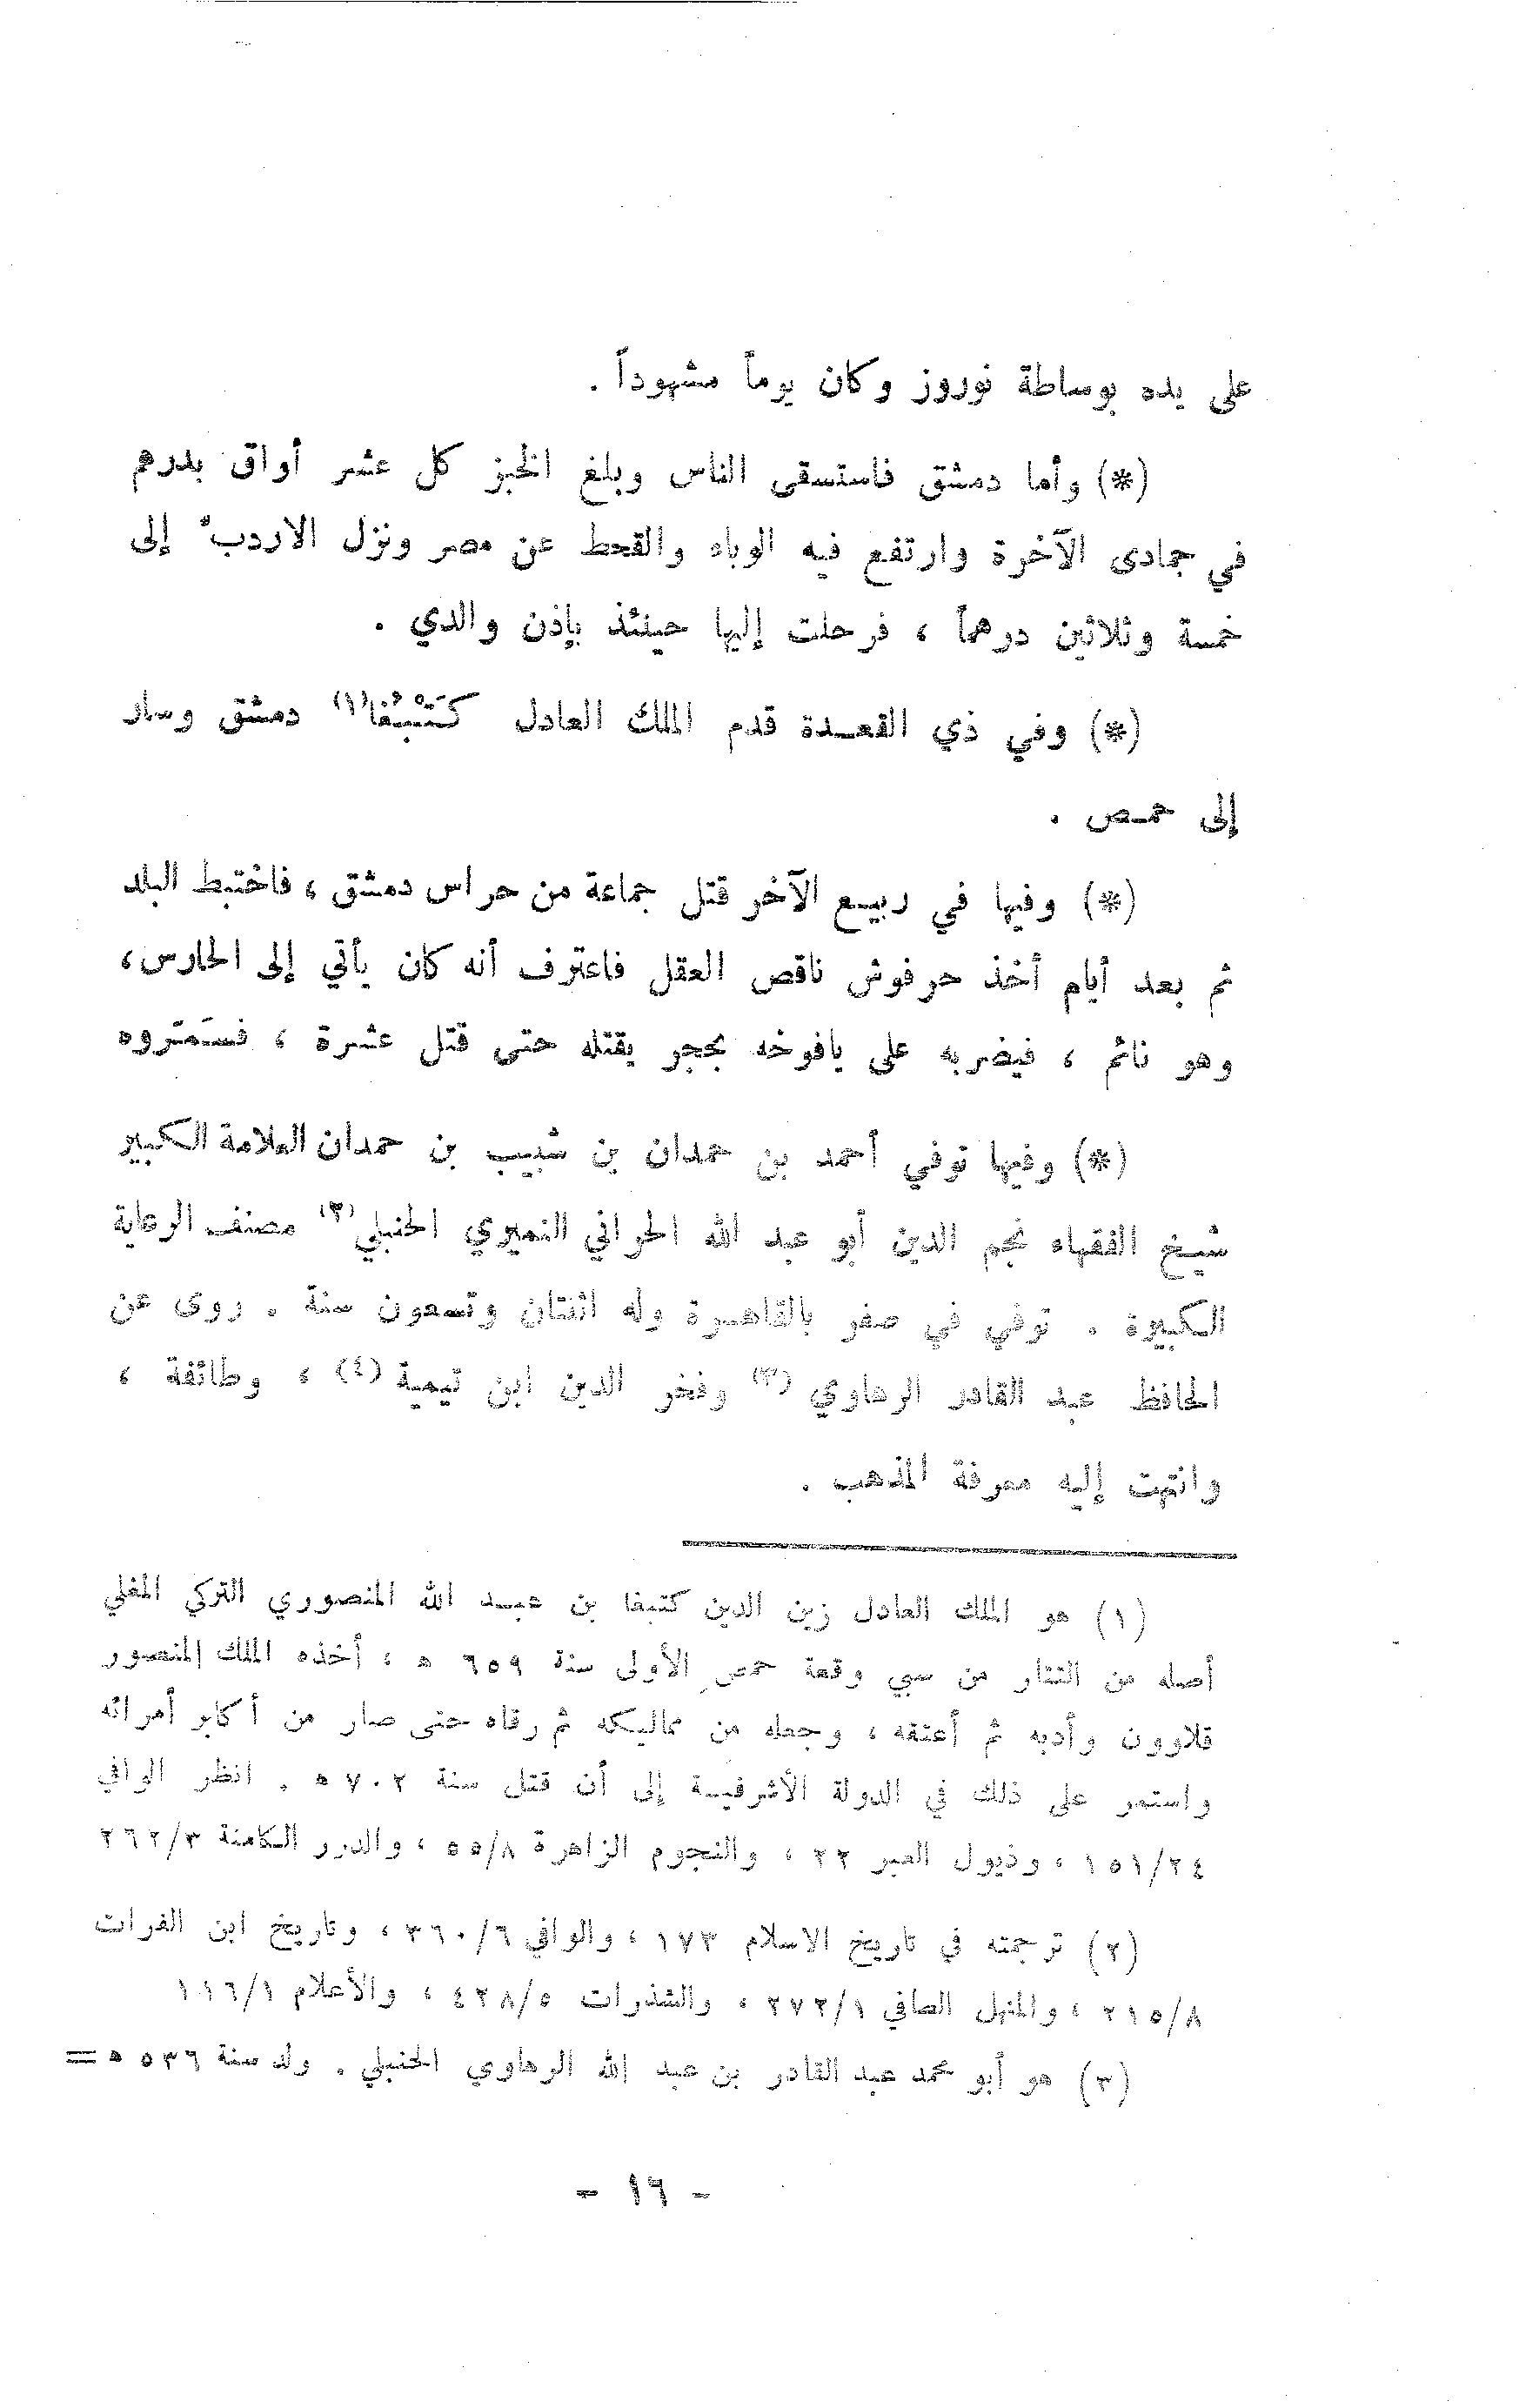 على يده بوساطة نوروز وكان يوماً مشهوداً .
(*) وأما دمشق فاستسقى الناس وبلغ الخبز كل عشر أواق بدرهم
في جمادى الآخرة وارتفع فيه الوباء والقحط عن مصر ونزل الاردب إلى
خمسة وثلاثين درهماً ، فرحلت إليها حينئذ بإذن والدي .
(*) وفي ذي القعدة قدم الملك العادل كَتْبُغا(١) دمشق وسار
إلى حمص .
(*) وفيها في ربيع الآخر قتل جماعة من حراس دمشق ، فاختبط البلد
ثم بعد أيام أخذ حرفوش ناقص العقل فاعترف أنه كان يأتي إلى الحارس ،
وهو نائم ، فيضربه على يافوخه بحجر يقتله حتى قتل عشرة ، فسَمّروه
(*) وفيها توفي أحمد بن حمدان بن شبيب بن حمدان العلامة الكبير
شيخ الفقهاء نجم الدين أبو عبد الله الحراني النميري الحنبلي(٢) مصنف الرعاية
الكبيرة . توفي في صفر بالقاهرة وله اثنتان وتسعون سنة . روى عن
الحافظ عبد القادر الرهاوي (٣) وفخر الدين ابن تيمية (٤) ، وطائفة ،
وانتهت إليه معرفة المذهب .
(١) هو الملك العادل زين الدين كتبغا بن عبد الله المنصوري التركي المغلي
أصله من التتار من سبي وقعة حمص الأولى سنة ٦٥٩ ه ، أخذه الملك المنصور
قلاوون وأدبه ثم أعتقه ، وجعله من مماليكه ثم رقاه حتى صار من أكابر أمرائه
واستمر على ذلك في الدولة الأشرفية إلى أن قتل سنة ٧٠٢ ه . انظر الوافي
١٥١/٢٤ ، وذيول العبر ٢٢ ، والنجوم الزاهرة ٥٥/٨ ، والدرر الكامنة ٢٦٢/٣
(٢) ترجمته في تاريخ الاسلام ١٧٣ ، والوافي ٣٦٠/٦ ، وتاريخ ابن الفرات
٢١٥/٨ ، والمنهل الصافي ٢٧٢/١ ، والشذرات ٤٢٨/٥ ، والأعلام ١١٦/١
(٣) هو أبو محمد عبد القادر بن عبد الله الرهاوي الحنبلي . ولد سنة ٥٣٦ ه =
- ١٦ -